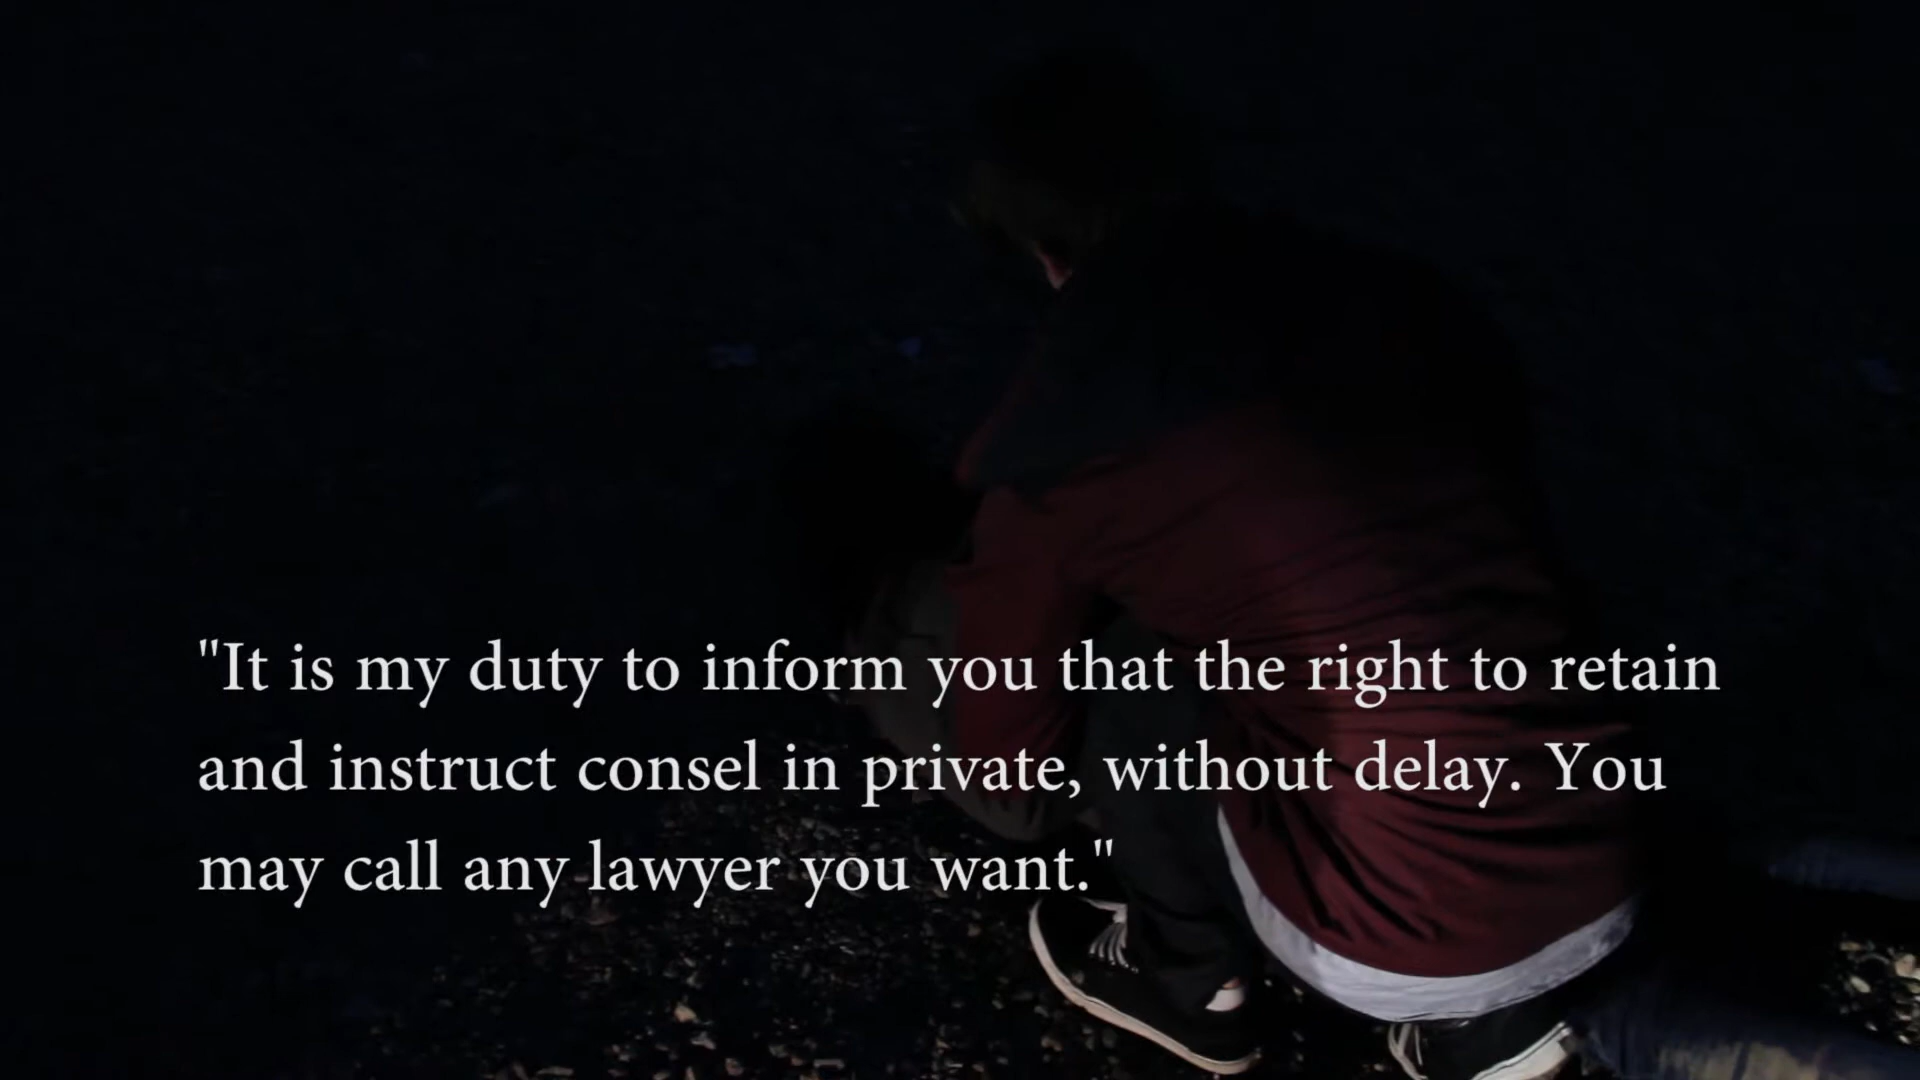 "It is my duty to inform you that the right to retain
and instruct consel in private, without delay. You
may call any lawyer you want."